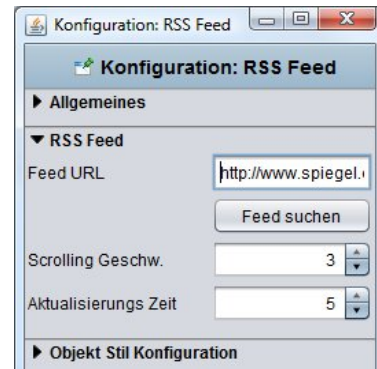 Konfiguration: RSS Feed
Konfiguration: RSS Feed
Allgemeines
RSS Feed
Feed URL http://www.spiegel.
Feed suchen
Scrolling Geschw. 3
Aktualisierungs Zeit 5
Objekt Stil Konfiguration